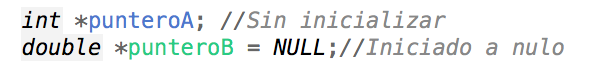 int *punteroA; //Sin inicializar
double *punteroB = NULL;//Iniciado a nulo